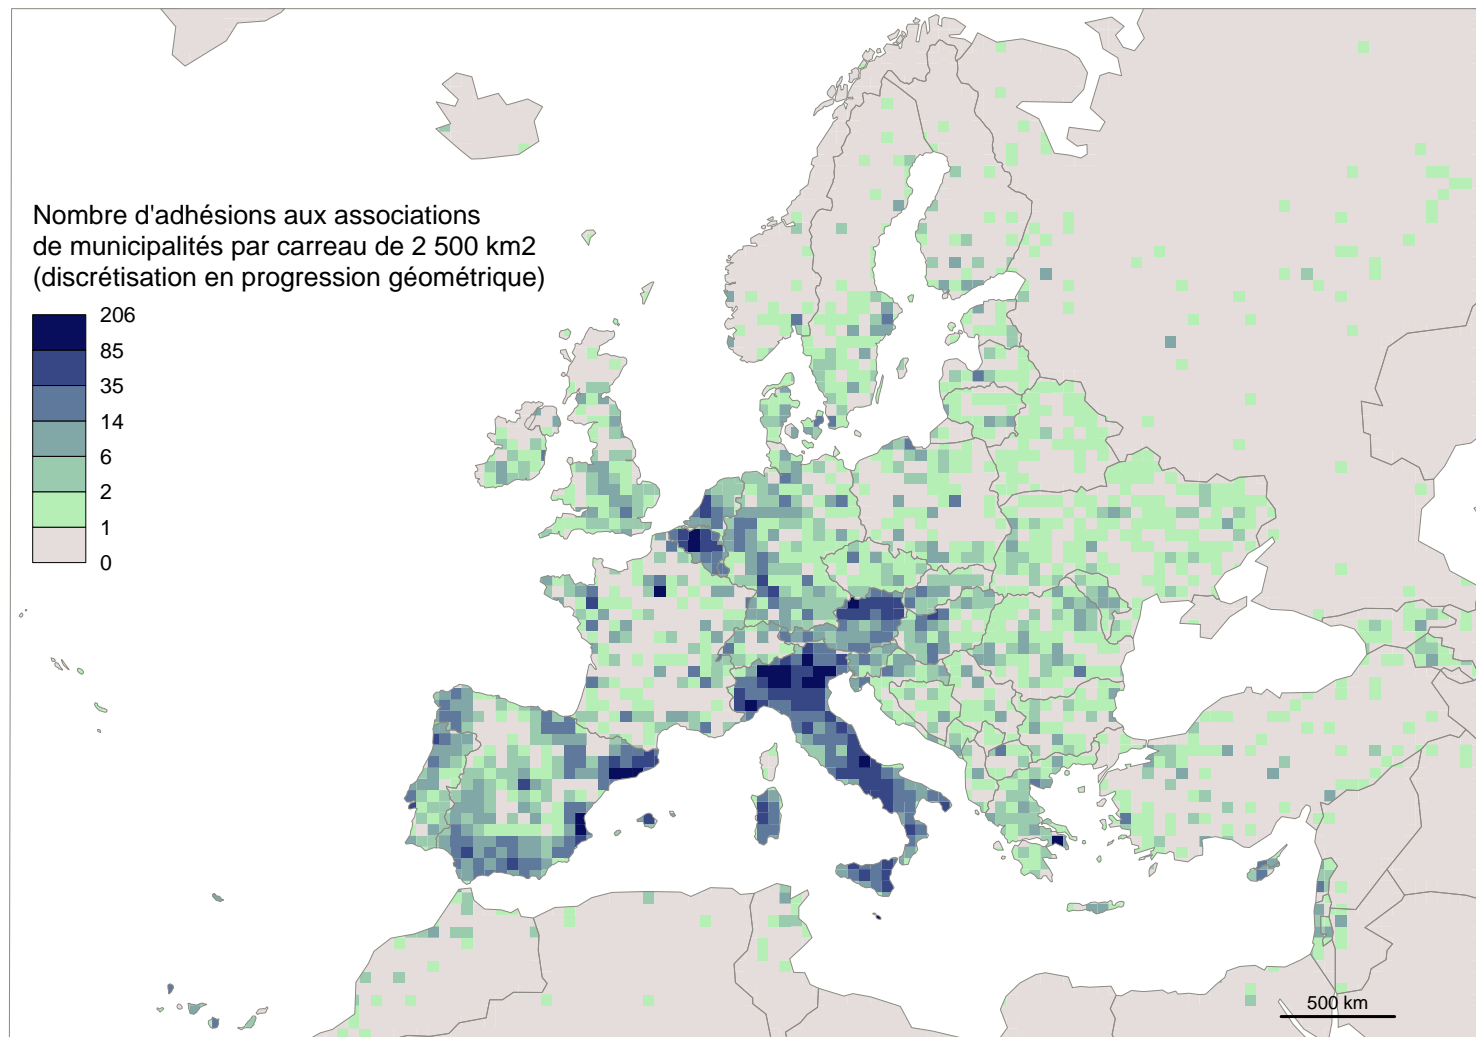 Nombre d'adhésions aux associations
de municipalités par carreau de 2 500 km2
(discrétisation en progression géométrique)
206
85
35
14
6
2
1
0
500 km